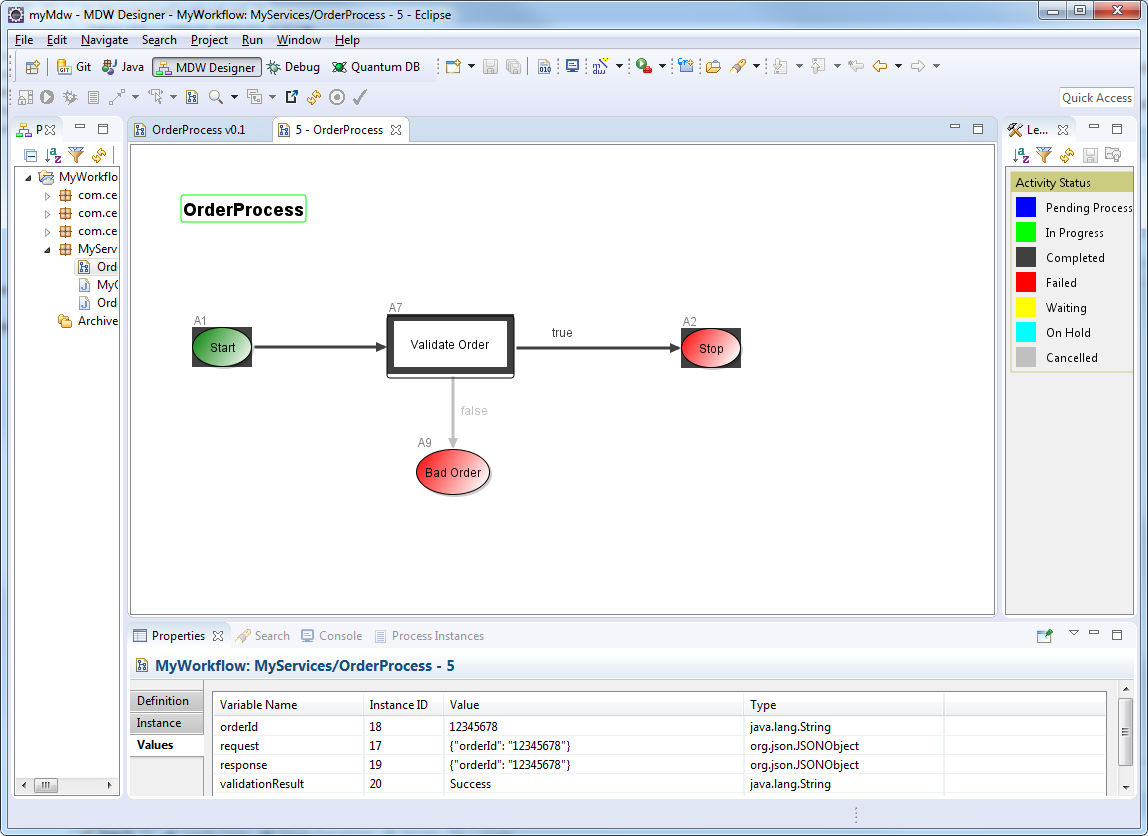 myMdw - MDW Designer - MyWorkflow: MyServices/OrderProcess - 5 - Eclipse
File Edit Navigate Search Project Run Window Help
Git Java MDW Designer Debug Quantum DB
Quick Access
P
MyWorkflo
com.ce
com.ce
com.ce
MyServ
Ord
MyO
Ord
Archive
OrderProcess v0.1 5 - OrderProcess
OrderProcess
A1
Start
A7
Validate Order
true
A2
Stop
false
A9
Bad Order
Le...
Activity Status
Pending Process
In Progress
Completed
Failed
Waiting
On Hold
Cancelled
Properties Search Console Process Instances
MyWorkflow: MyServices/OrderProcess - 5
Definition
Instance
Values
Variable Name Instance ID Value Type
orderId 18 12345678 java.lang.String
request 17 {"orderId": "12345678"} org.json.JSONObject
response 19 {"orderId": "12345678"} org.json.JSONObject
validationResult 20 Success java.lang.String